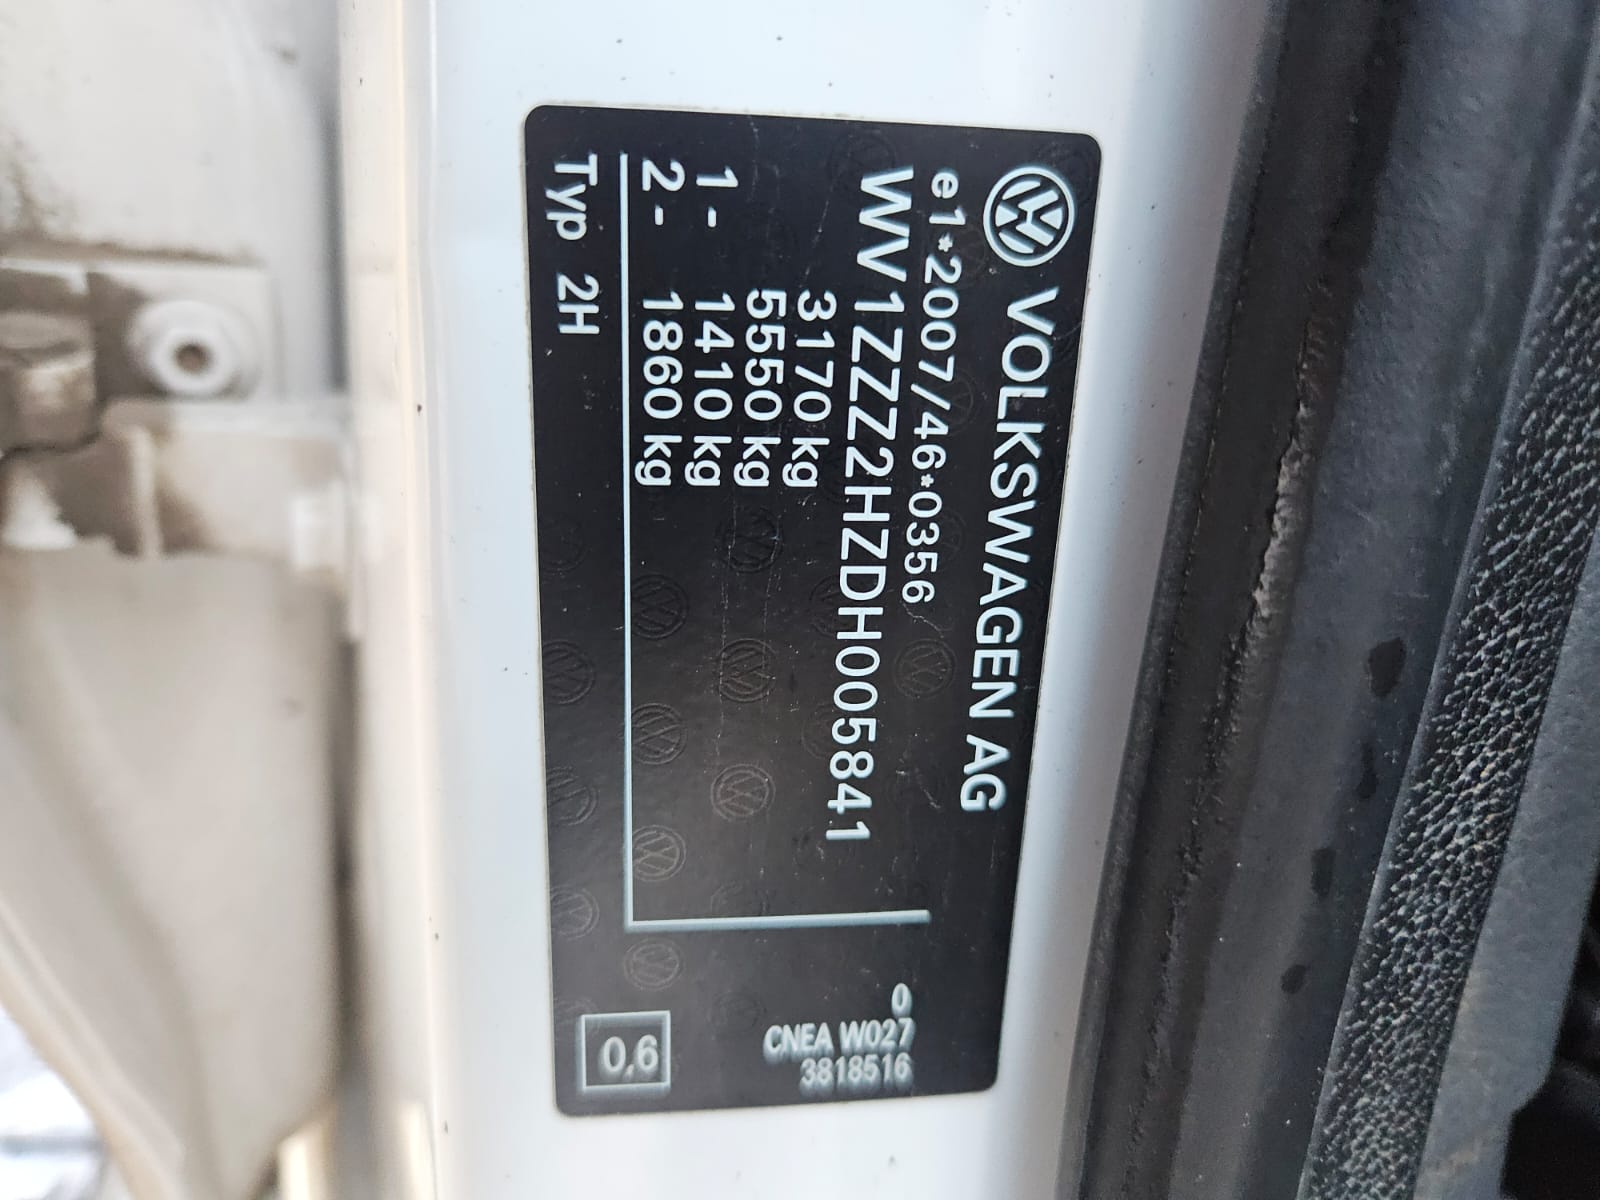 VOLKSWAGEN AG
e1*2007/46*0356
WV1ZZZ2HZDH005841
3170 kg
5550 kg
1- 1410 kg
2- 1860 kg
Typ 2H
0
CNEA W027
3818516
0,6